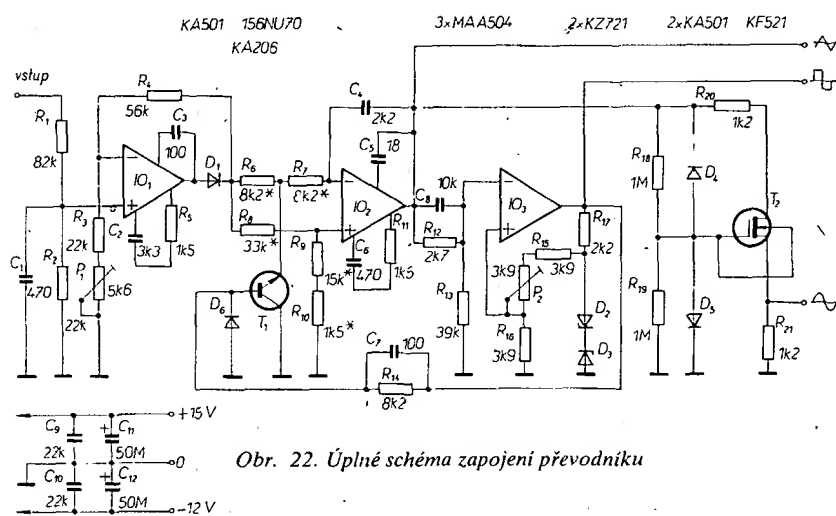 KA501 156NU70 3xMAA504 2xKZ721 2xKA501 KF521
KA206
vstup
R4
56k
C3
100
D1
R1
82k
IO1
R3
22k
C2
3k3
R5
1k5
C1
470
R2
22k
P1
5k6
C4
2k2
C5
18
R6
8k2*
R7
8k2*
R8
33k*
IO2
R9
15k*
C6
470
R11
1k5
R10
1k5*
D6
T1
C8
10k
R12
2k7
R13
39k
IO3
R15
3k9
3k9
P2
R16
3k9
R17
2k2
D2
D3
C7
100
R14
8k2
R18
1M
D4
R20
1k2
T2
R19
1M
D5
R21
1k2
+15V
C9
22k
+
C11
50M
0
C10
22k
+
C12
50M
-12V
Obr. 22. Úplné schéma zapojení převodníku